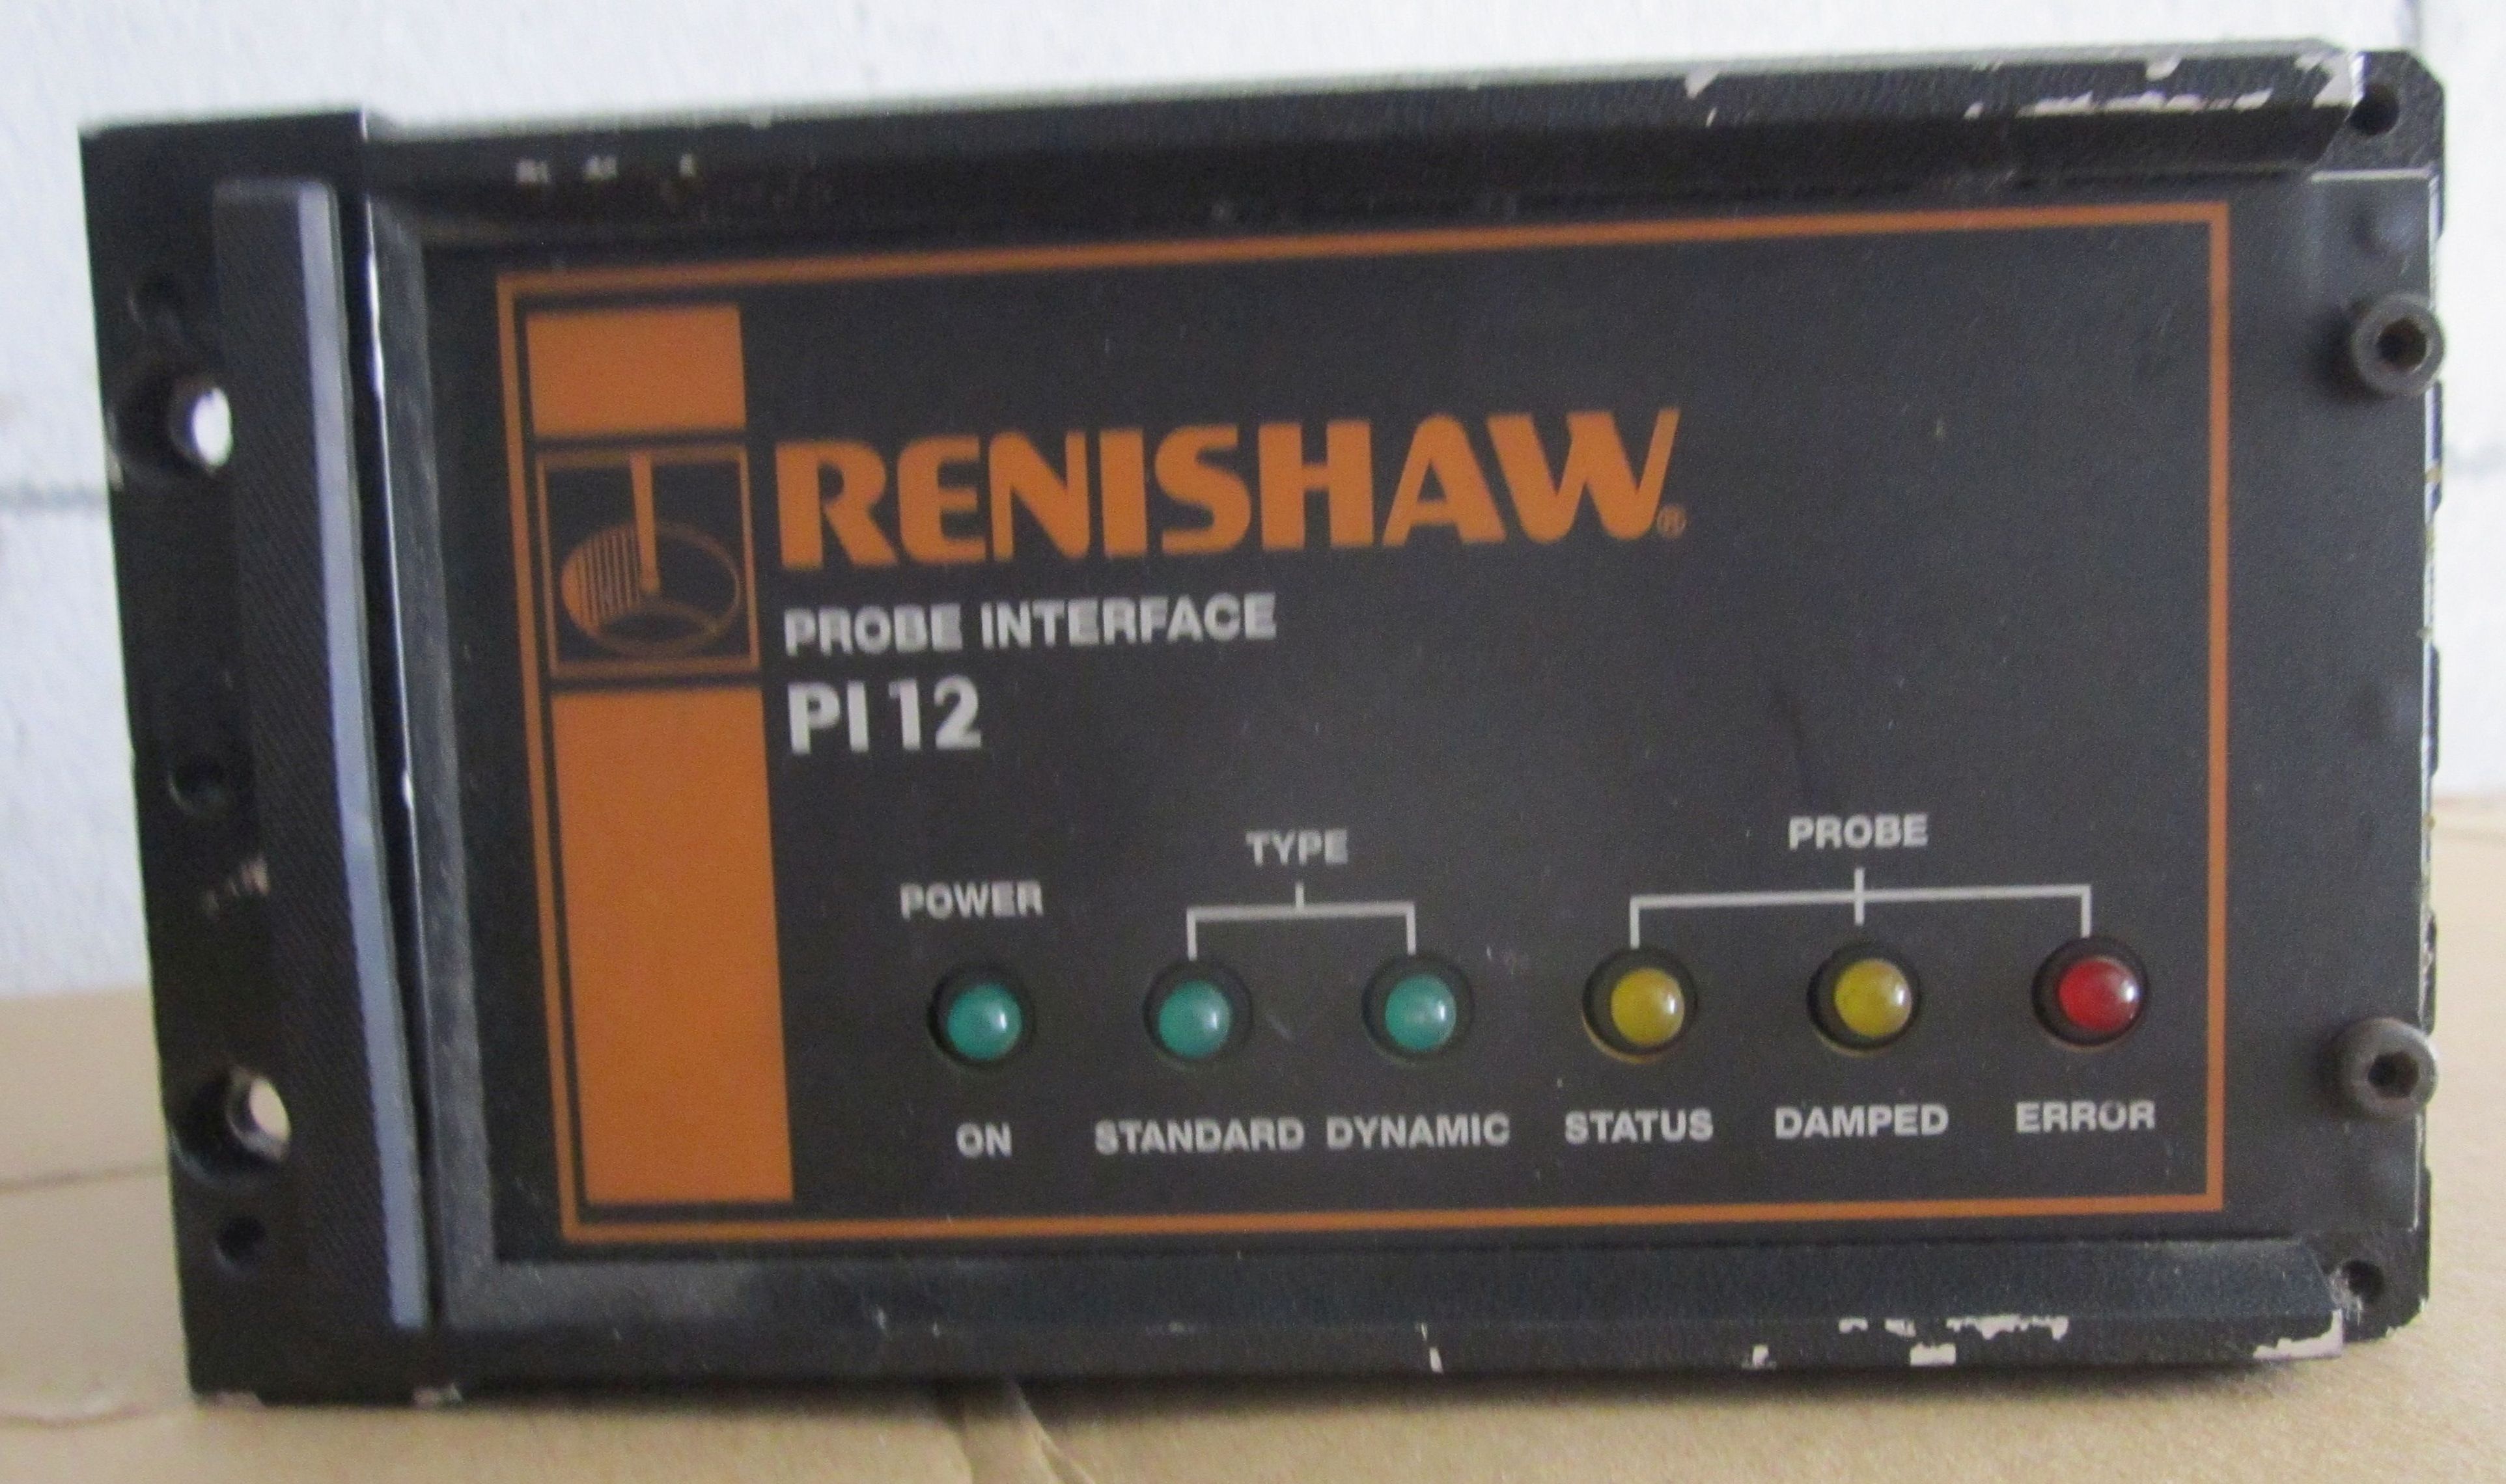 RENISHAW®
PROBE INTERFACE
PI 12
TYPE
PROBE
POWER
ON
STANDARD
DYNAMIC
STATUS
DAMPED
ERROR